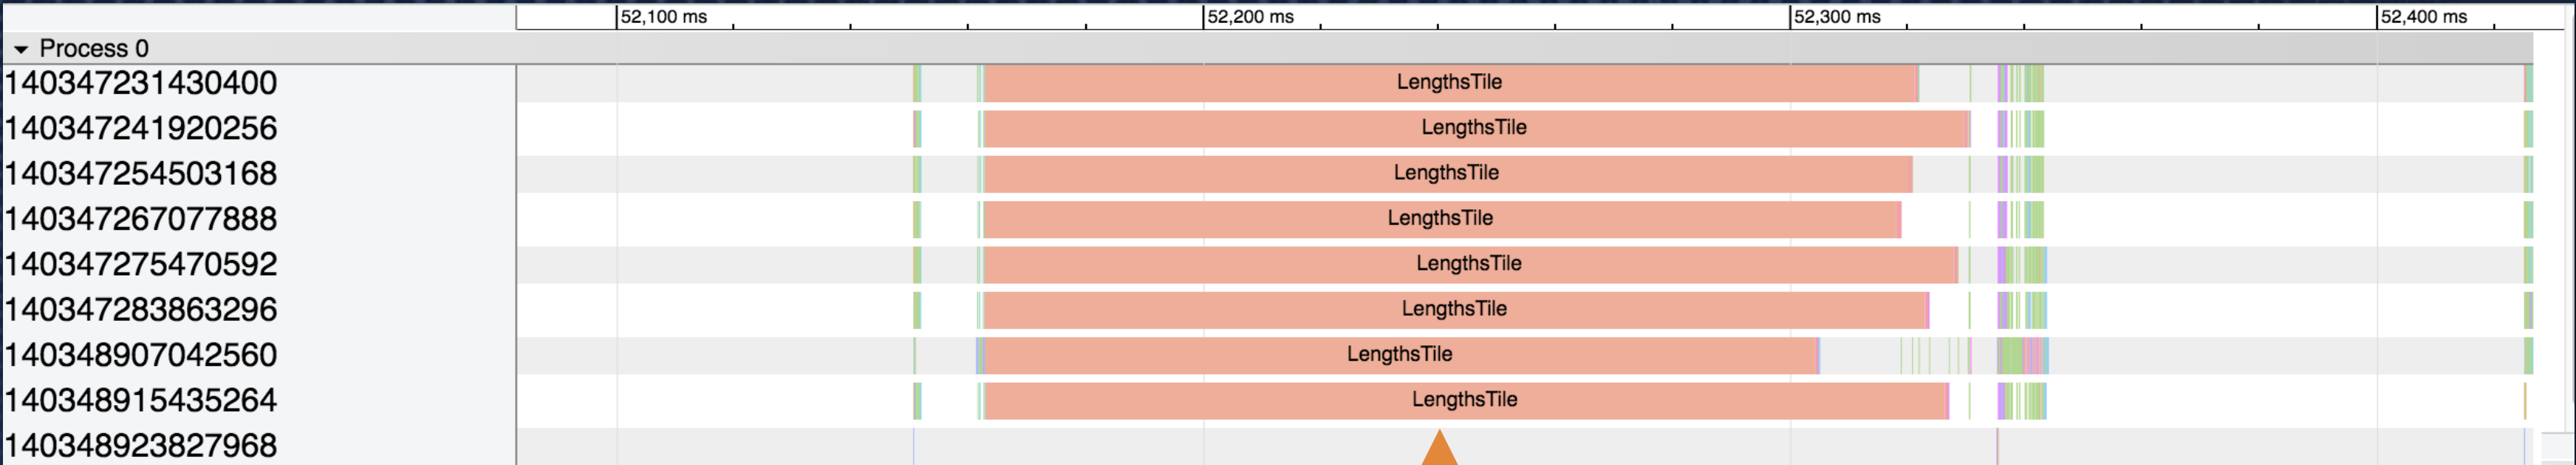 52,100 ms 52,200 ms 52,300 ms 52,400 ms
Process 0
140347231430400 LengthsTile
140347241920256 LengthsTile
140347254503168 LengthsTile
140347267077888 LengthsTile
140347275470592 LengthsTile
140347283863296 LengthsTile
140348907042560 LengthsTile
140348915435264 LengthsTile
140348923827968